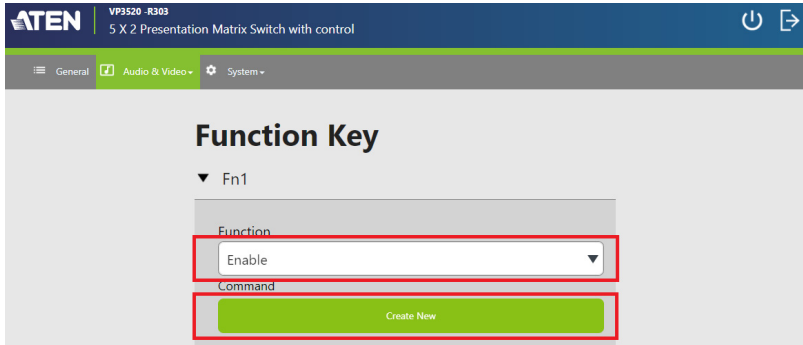 ATEN
VP3520 -R303
5 X 2 Presentation Matrix Switch with control
General Audio & Video System
Function Key
Fn1
Function
Enable
Command
Create New